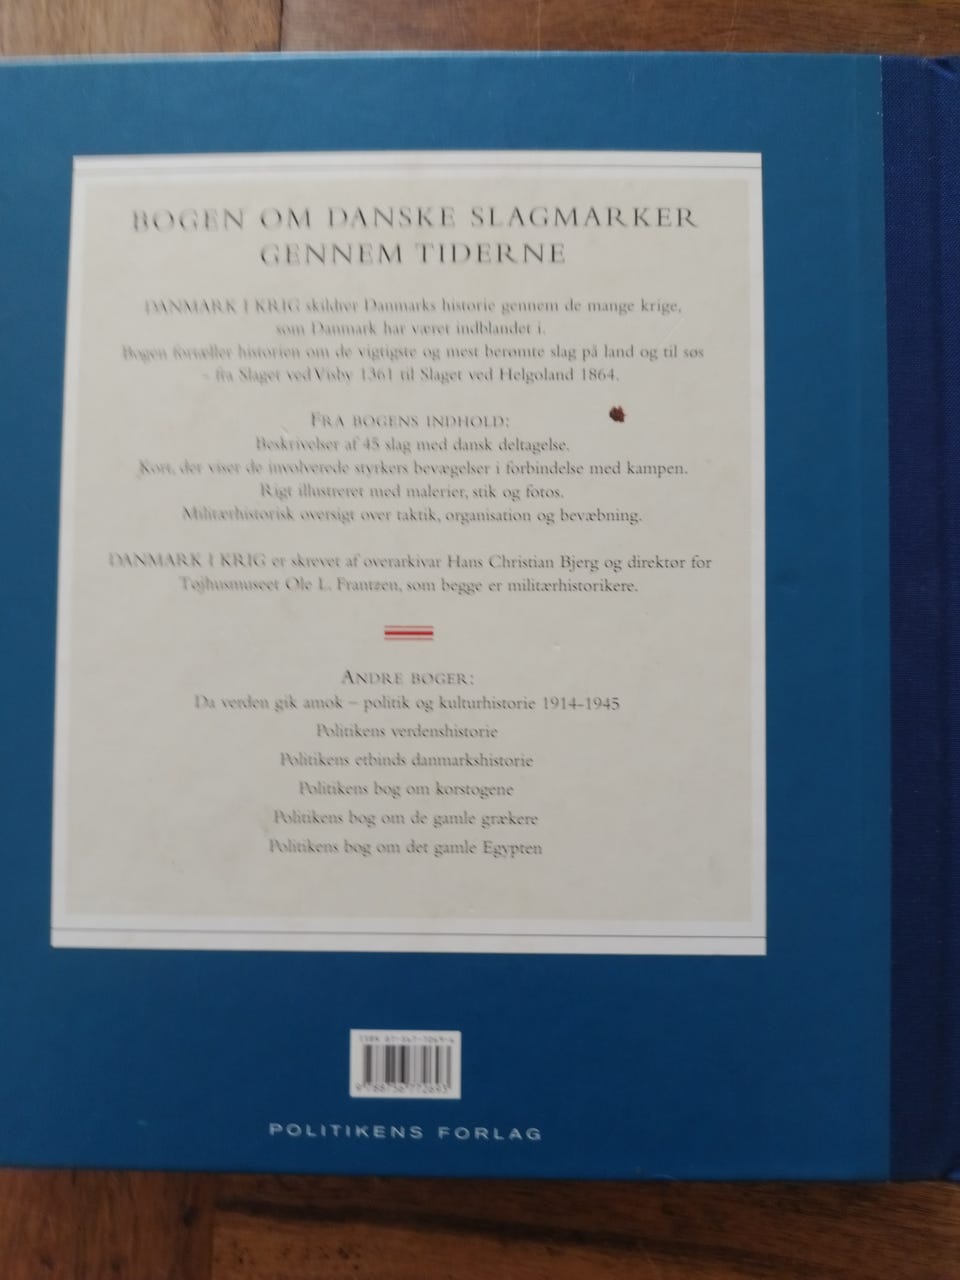 BOGEN OM DANSKE SLAGMARKER
GENNEM TIDERNE
DANMARK I KRIG skildrer Danmarks historie gennem de mange krige,
som Danmark har været indblandet i.
Bogen fortæller historien om de vigtigste og mest berømte slag på land og til søs
– fra Slaget ved Visby 1361 til Slaget ved Helgoland 1864.
FRA BOGENS INDHOLD:
Beskrivelser af 45 slag med dansk deltagelse.
Kort, der viser de involverede styrkers bevægelser i forbindelse med kampen.
Rigt illustreret med malerier, stik og fotos.
Militærhistorisk oversigt over taktik, organisation og bevæbning.
DANMARK I KRIG er skrevet af overarkivar Hans Christian Bjerg og direktør for
Tøjhusmuseet Ole L. Frantzen, som begge er militærhistorikere.
ANDRE BØGER:
Da verden gik amok – politik og kulturhistorie 1914-1945
Politikens verdenshistorie
Politikens etbinds danmarkshistorie
Politikens bog om korstogene
Politikens bog om de gamle grækere
Politikens bog om det gamle Egypten
ISBN
POLITIKENS FORLAG